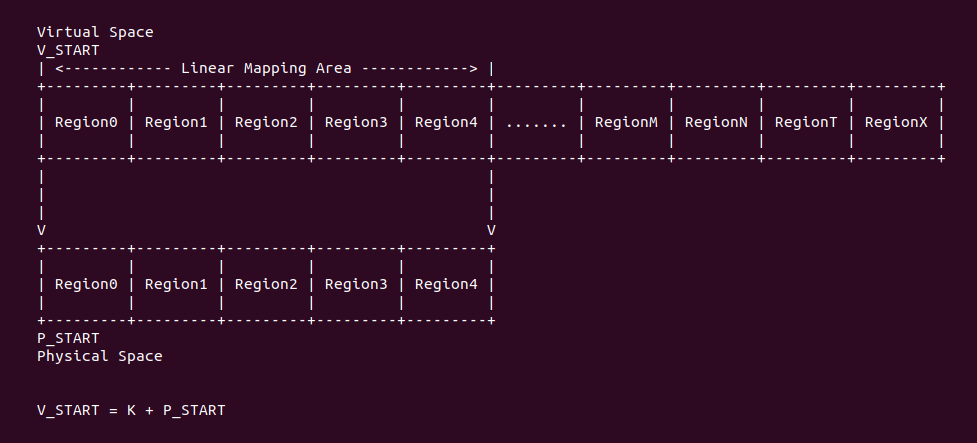 Virtual Space
V_START
| <------------ Linear Mapping Area ------------> |
+---------+---------+---------+---------+---------+---------+---------+---------+---------+---------+
|         |         |         |         |         |         |         |         |         |         |
| Region0 | Region1 | Region2 | Region3 | Region4 | ....... | RegionM | RegionN | RegionT | RegionX |
|         |         |         |         |         |         |         |         |         |         |
+---------+---------+---------+---------+---------+---------+---------+---------+---------+---------+
|                                                 |
|                                                 |
|                                                 |
V                                                 V
+---------+---------+---------+---------+---------+
|         |         |         |         |         |
| Region0 | Region1 | Region2 | Region3 | Region4 |
|         |         |         |         |         |
+---------+---------+---------+---------+---------+
P_START
Physical Space
V_START = K + P_START